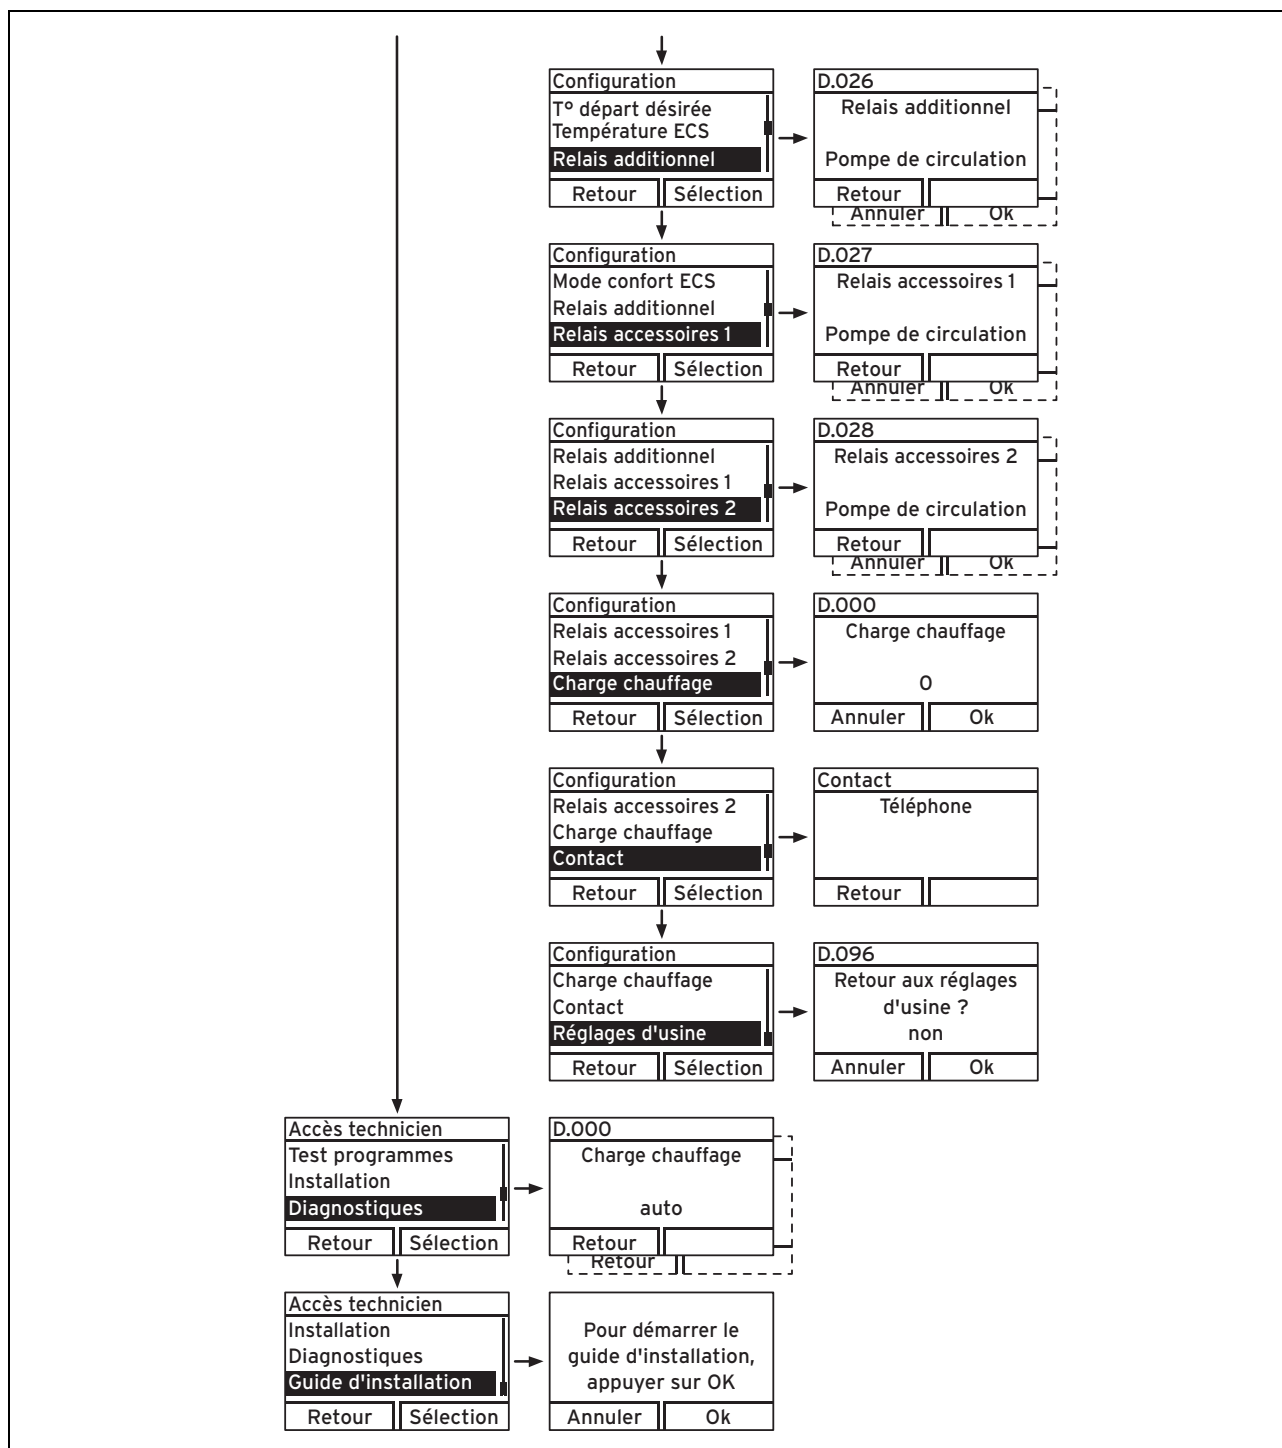 Configuration
T° départ désirée
Température ECS
Relais additionnel
Retour Sélection
D.026
Relais additionnel
Pompe de circulation
Retour
Annuler Ok
Configuration
Mode confort ECS
Relais additionnel
Relais accessoires 1
Retour Sélection
D.027
Relais accessoires 1
Pompe de circulation
Retour
Annuler Ok
Configuration
Relais additionnel
Relais accessoires 1
Relais accessoires 2
Retour Sélection
D.028
Relais accessoires 2
Pompe de circulation
Retour
Annuler Ok
Configuration
Relais accessoires 1
Relais accessoires 2
Charge chauffage
Retour Sélection
D.000
Charge chauffage
0
Annuler Ok
Configuration
Relais accessoires 2
Charge chauffage
Contact
Retour Sélection
Contact
Téléphone
Retour
Configuration
Charge chauffage
Contact
Réglages d'usine
Retour Sélection
D.096
Retour aux réglages
d'usine ?
non
Annuler Ok
Accès technicien
Test programmes
Installation
Diagnostiques
Retour Sélection
D.000
Charge chauffage
auto
Retour
Retour
Accès technicien
Installation
Diagnostiques
Guide d'installation
Retour Sélection
Pour démarrer le
guide d'installation,
appuyer sur OK
Annuler Ok